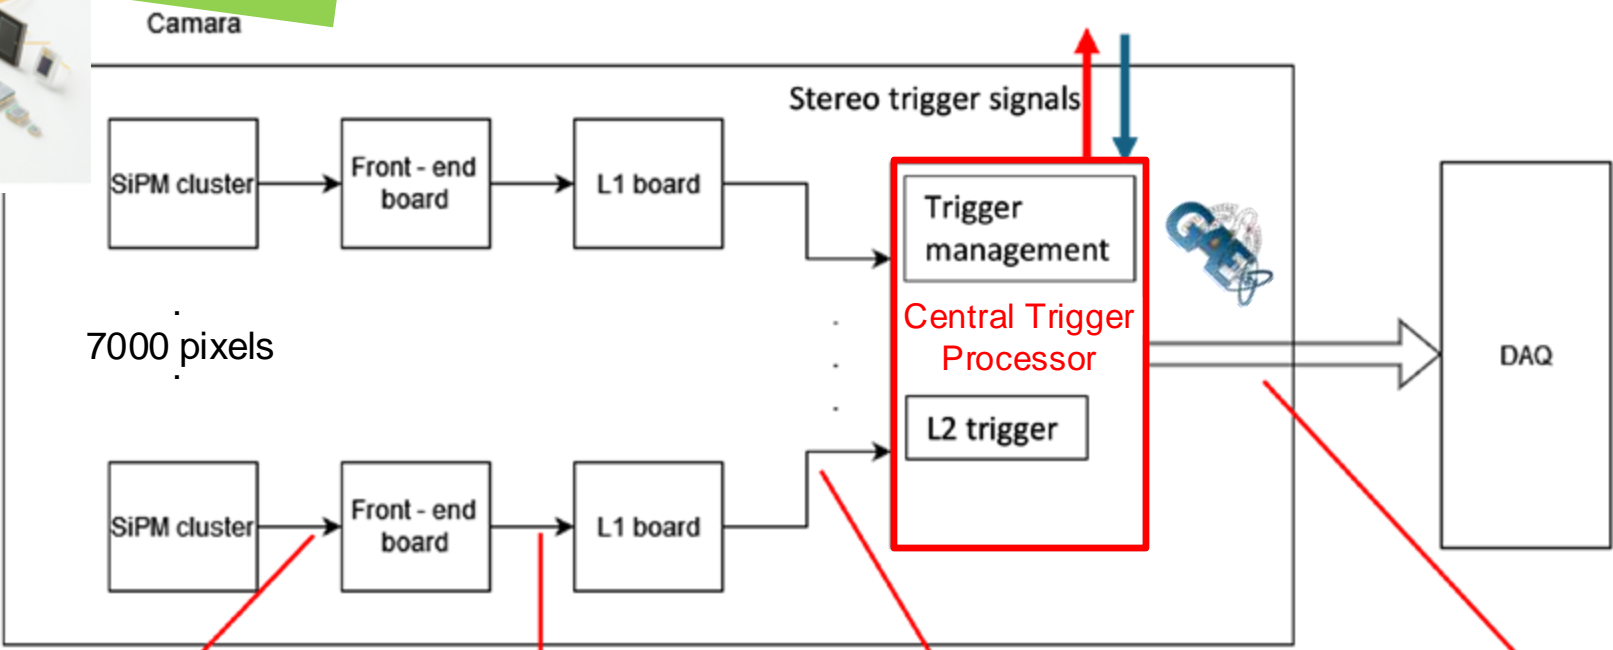 Camara
Stereo trigger signals
SiPM cluster
Front - end
board
L1 board
Trigger
management
7000 pixels
Central Trigger
Processor
DAQ
L2 trigger
SiPM cluster
Front - end
board
L1 board